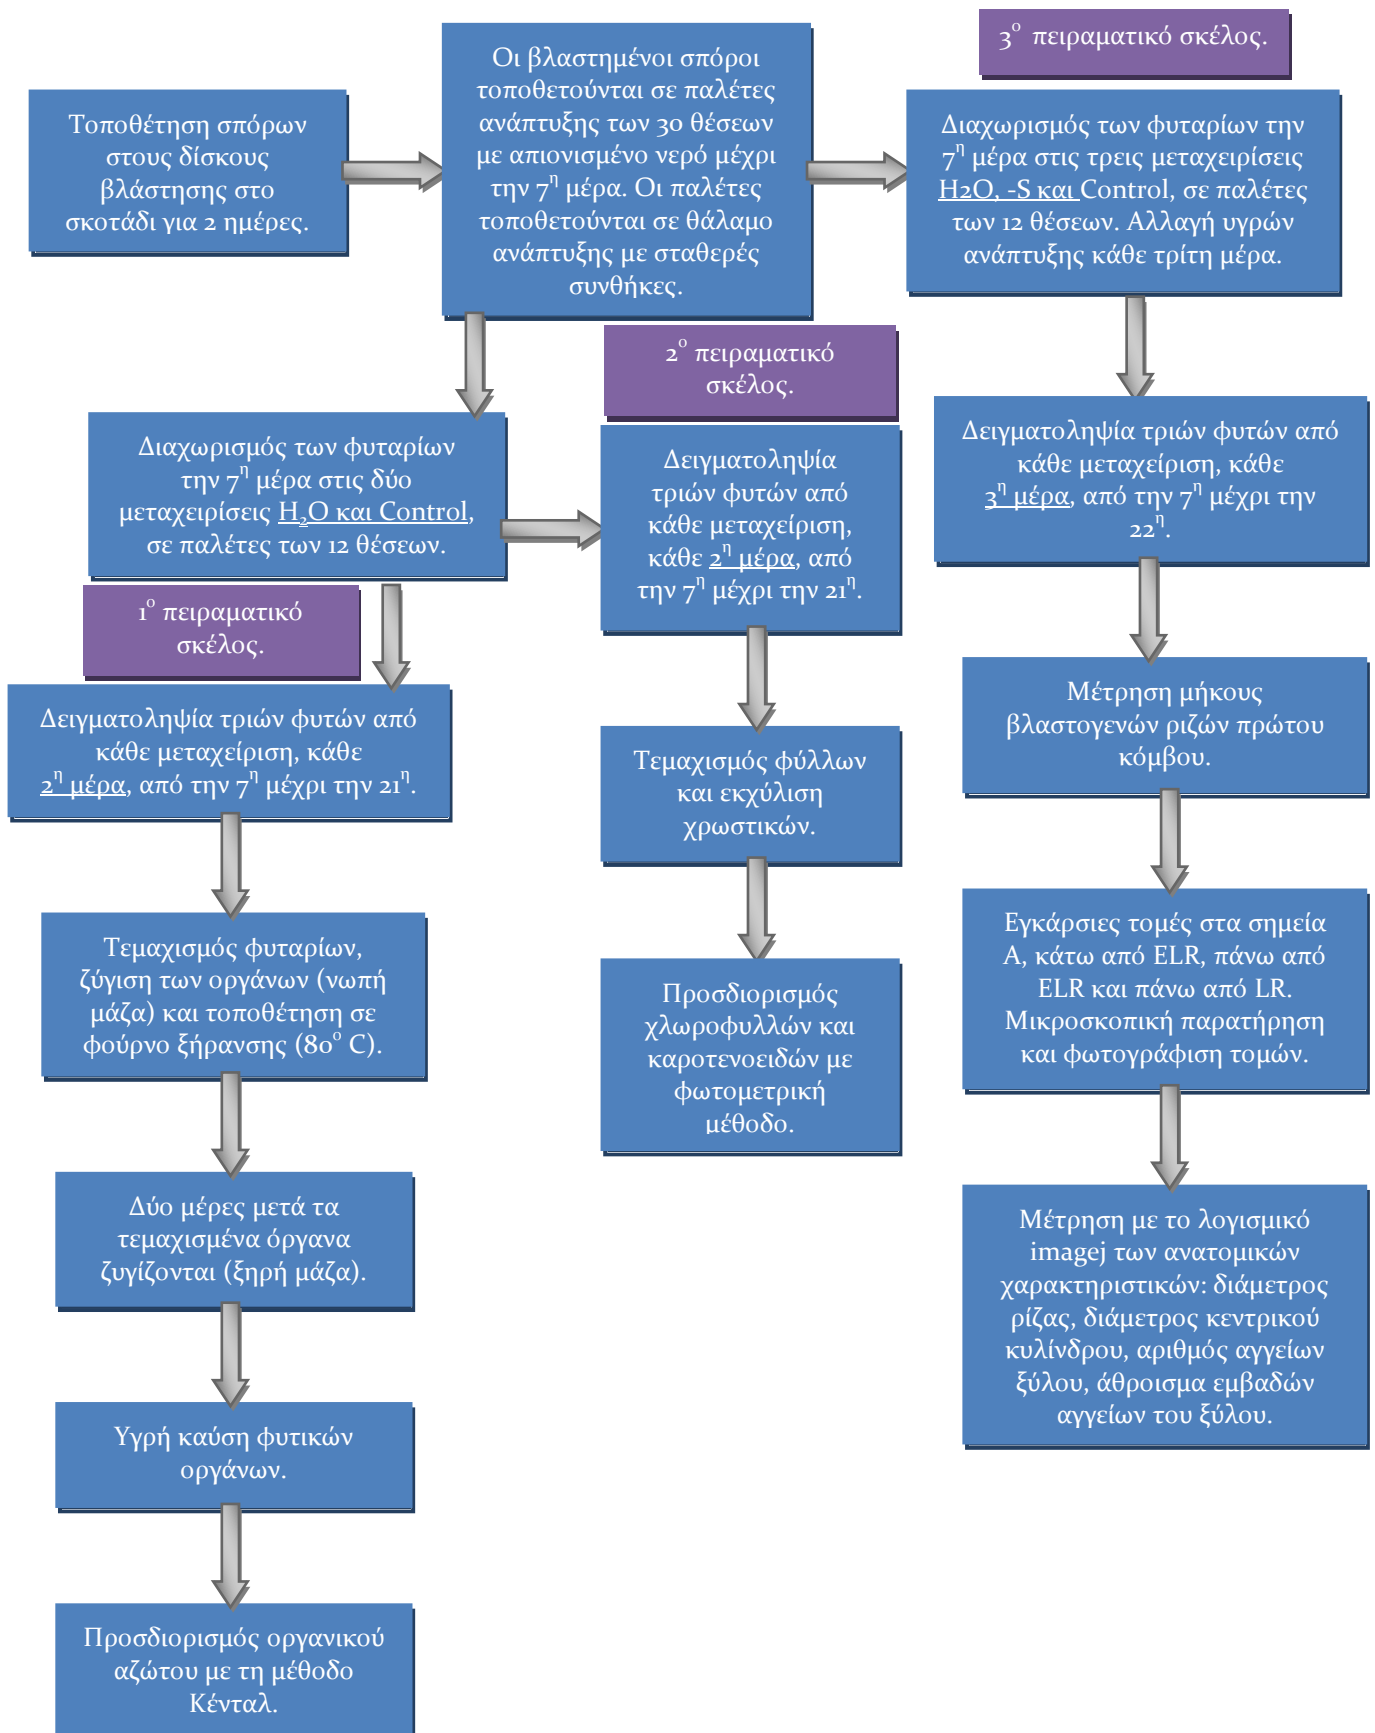 Τοποθέτηση σπόρων
στους δίσκους
βλάστησης στο
σκοτάδι για 2 ημέρες.
Οι βλαστημένοι σπόροι
τοποθετούνται σε παλέτες
ανάπτυξης των 30 θέσεων
με απιονισμένο νερό μέχρι
την 7η μέρα. Οι παλέτες
τοποθετούνται σε θάλαμο
ανάπτυξης με σταθερές
συνθήκες.
3ο πειραματικό σκέλος.
Διαχωρισμός των φυταρίων την
7η μέρα στις τρεις μεταχειρίσεις
H2O, -S και Control, σε παλέτες
των 12 θέσεων. Αλλαγή υγρών
ανάπτυξης κάθε τρίτη μέρα.
Διαχωρισμός των φυταρίων
την 7η μέρα στις δύο
μεταχειρίσεις H₂O και Control,
σε παλέτες των 12 θέσεων.
2ο πειραματικό
σκέλος.
Δειγματοληψία
τριών φυτών από
κάθε μεταχείριση,
κάθε 2η μέρα, από
την 7η μέχρι την 21η.
Δειγματοληψία τριών φυτών από
κάθε μεταχείριση, κάθε
3η μέρα, από την 7η μέχρι την
22η.
1ο πειραματικό
σκέλος.
Δειγματοληψία τριών φυτών από
κάθε μεταχείριση, κάθε
2η μέρα, από την 7η μέχρι την 21η.
Τεμαχισμός φύλλων
και εκχύλιση
χρωστικών.
Μέτρηση μήκους
βλαστογενών ριζών πρώτου
κόμβου.
Τεμαχισμός φυταρίων,
ζύγιση των οργάνων (νωπή
μάζα) και τοποθέτηση σε
φούρνο ξήρανσης (80ο C).
Προσδιορισμός
χλωροφυλλών και
καροτενοειδών με
φωτομετρική
μέθοδο.
Εγκάρσιες τομές στα σημεία
Α, κάτω από ELR, πάνω από
ELR και πάνω από LR.
Μικροσκοπική παρατήρηση
και φωτογράφιση τομών.
Δύο μέρες μετά τα
τεμαχισμένα όργανα
ζυγίζονται (ξηρή μάζα).
Μέτρηση με το λογισμικό
imagej των ανατομικών
χαρακτηριστικών: διάμετρος
ρίζας, διάμετρος κεντρικού
κυλίνδρου, αριθμός αγγείων
ξύλου, άθροισμα εμβαδών
αγγείων του ξύλου.
Υγρή καύση φυτικών
οργάνων.
Προσδιορισμός οργανικού
αζώτου με τη μέθοδο
Κένταλ.